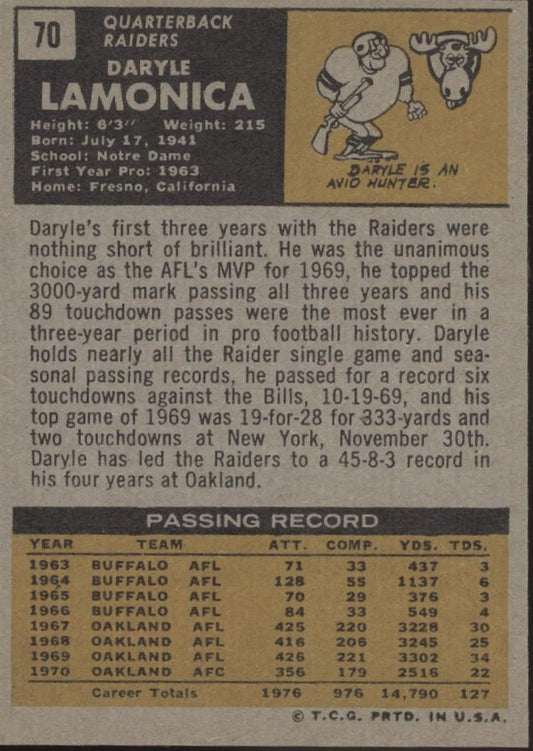 70
QUARTERBACK
RAIDERS
DARYLE
LAMONICA
Height: 6'3" Weight: 215
Born: July 17, 1941
School: Notre Dame
First Year Pro: 1963
Home: Fresno, California
DARYLE IS AN
AVID HUNTER.
Daryle's first three years with the Raiders were
nothing short of brilliant. He was the unanimous
choice as the AFL's MVP for 1969, he topped the
3000-yard mark passing all three years and his
89 touchdown passes were the most ever in a
three-year period in pro football history. Daryle
holds nearly all the Raider single game and sea-
sonal passing records, he passed for a record six
touchdowns against the Bills, 10-19-69, and his
top game of 1969 was 19-for-28 for 333-yards and
two touchdowns at New York, November 30th.
Daryle has led the Raiders to a 45-8-3 record in
his four years at Oakland.
PASSING RECORD
YEAR TEAM ATT. COMP. YDS. TDS.
1963 BUFFALO AFL 71 33 437 3
1964 BUFFALO AFL 128 55 1137 6
1965 BUFFALO AFL 70 29 376 3
1966 BUFFALO AFL 84 33 549 4
1967 OAKLAND AFL 425 220 3228 30
1968 OAKLAND AFL 416 206 3245 25
1969 OAKLAND AFL 426 221 3302 34
1970 OAKLAND AFC 356 179 2516 22
Career Totals 1976 976 14,790 127
© T.C.G. PRTD. IN U.S.A.